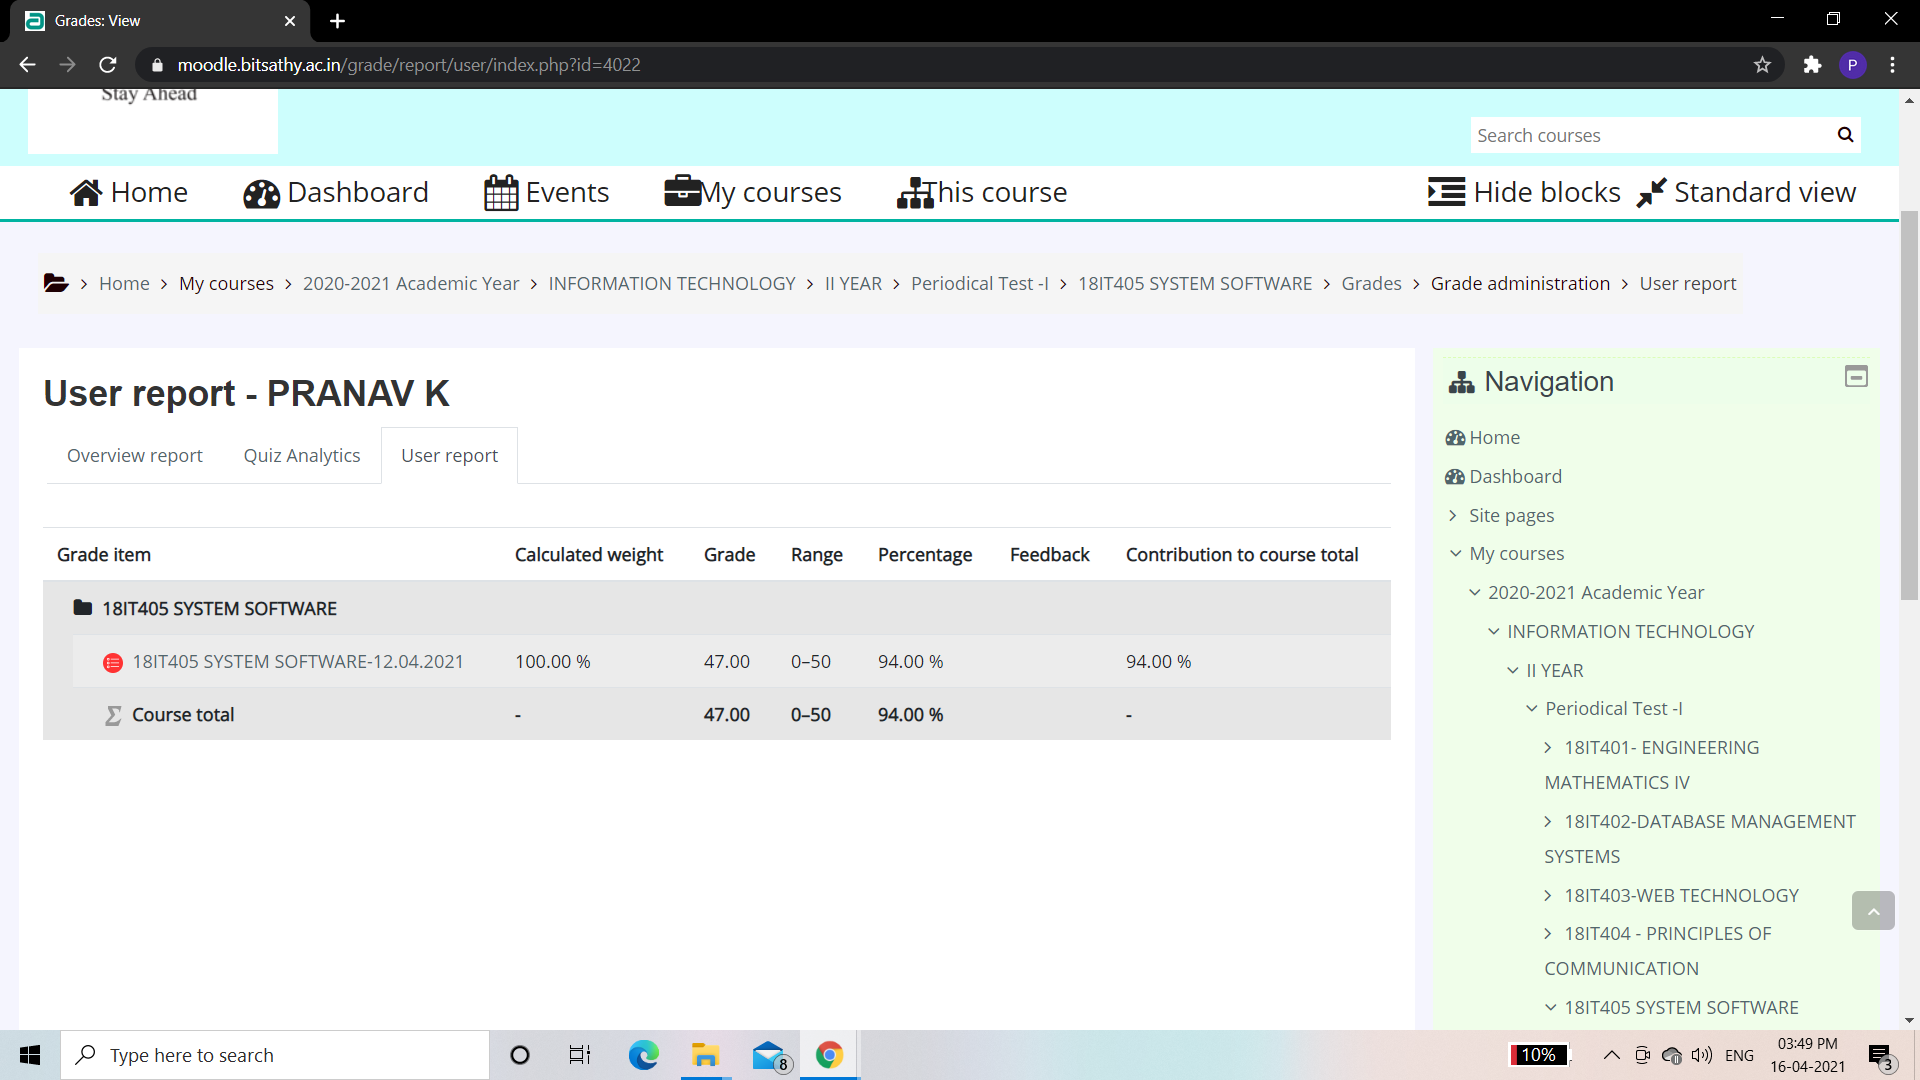 Grades: View
moodle.bitsathy.ac.in/grade/report/user/index.php?id=4022
P
Stay Ahead
Search courses
Home Dashboard Events My courses This course Hide blocks Standard view
> Home > My courses > 2020-2021 Academic Year > INFORMATION TECHNOLOGY > II YEAR > Periodical Test -I > 18IT405 SYSTEM SOFTWARE > Grades > Grade administration > User report
User report - PRANAV K
Overview report Quiz Analytics User report
Grade item Calculated weight Grade Range Percentage Feedback Contribution to course total
18IT405 SYSTEM SOFTWARE
18IT405 SYSTEM SOFTWARE-12.04.2021 100.00 % 47.00 0–50 94.00 % 94.00 %
Σ Course total - 47.00 0–50 94.00 % -
Navigation
Home
Dashboard
Site pages
My courses
2020-2021 Academic Year
INFORMATION TECHNOLOGY
II YEAR
Periodical Test -I
18IT401- ENGINEERING
MATHEMATICS IV
18IT402-DATABASE MANAGEMENT
SYSTEMS
18IT403-WEB TECHNOLOGY
18IT404 - PRINCIPLES OF
COMMUNICATION
18IT405 SYSTEM SOFTWARE
Type here to search
8
10%
ENG
03:49 PM
16-04-2021
3